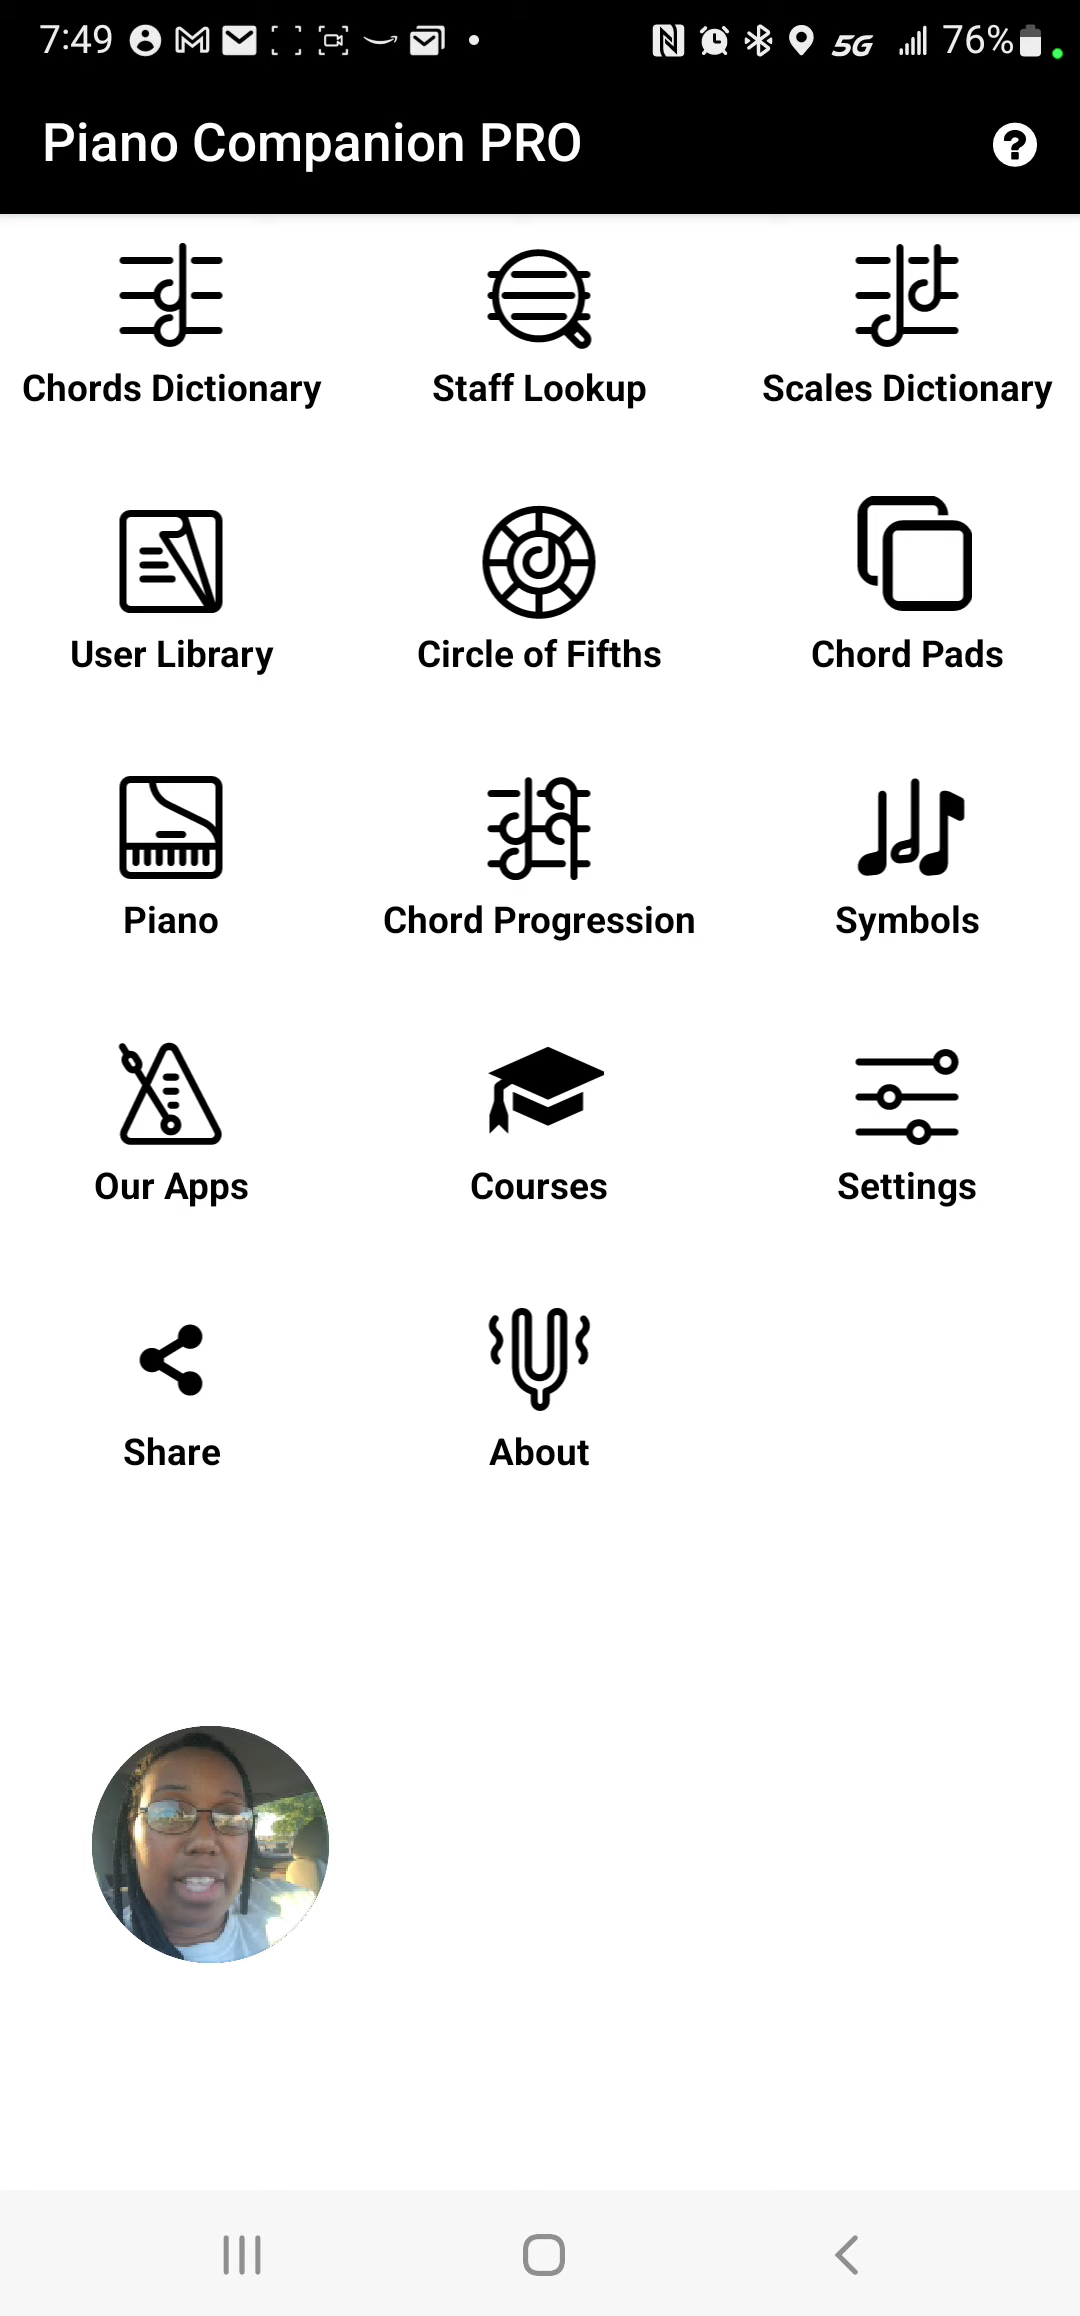 7:49 5G 76%
Piano Companion PRO
Chords Dictionary Staff Lookup Scales Dictionary
User Library Circle of Fifths Chord Pads
Piano Chord Progression Symbols
Our Apps Courses Settings
Share About